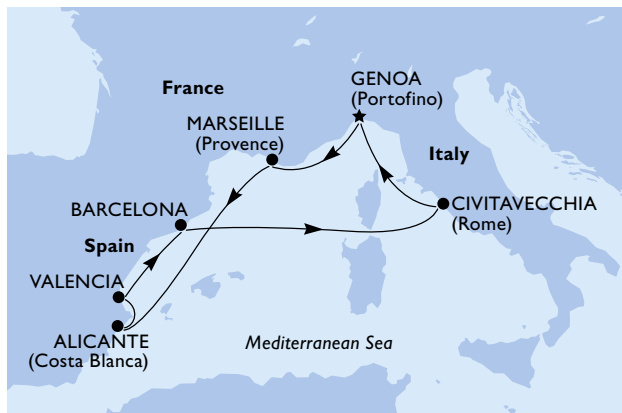 France
GENOA
(Portofino)
MARSEILLE
(Provence)
Italy
BARCELONA
CIVITAVECCHIA
(Rome)
Spain
VALENCIA
ALICANTE
(Costa Blanca)
Mediterranean Sea